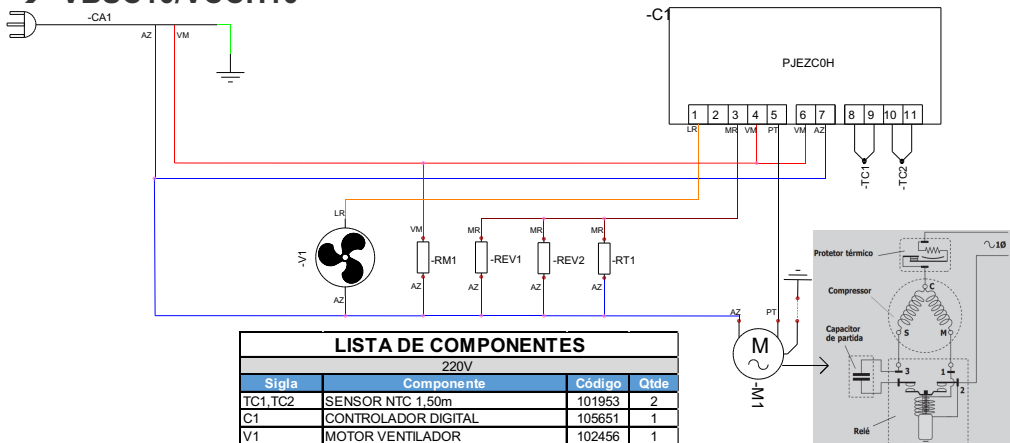 -CA1
AZ
VM
-C1
PJEZC0H
1 2 3 4 5 6 7 8 9 10 11
LR MR VM PT VM AZ
-TC1
-TC2
LR
-V1
AZ
VM
-RM1
AZ
MR
-REV1
AZ
MR
-REV2
AZ
MR
-RT1
AZ
AZ
PT
M
-M1
Protetor térmico
1Ø
Compressor
C
S
M
Capacitor
de partida
3
1
2
Relé
LISTA DE COMPONENTES
220V
Sigla Componente Código Qtde
TC1,TC2 SENSOR NTC 1,50m 101953 2
C1 CONTROLADOR DIGITAL 105651 1
V1 MOTOR VENTILADOR 102456 1